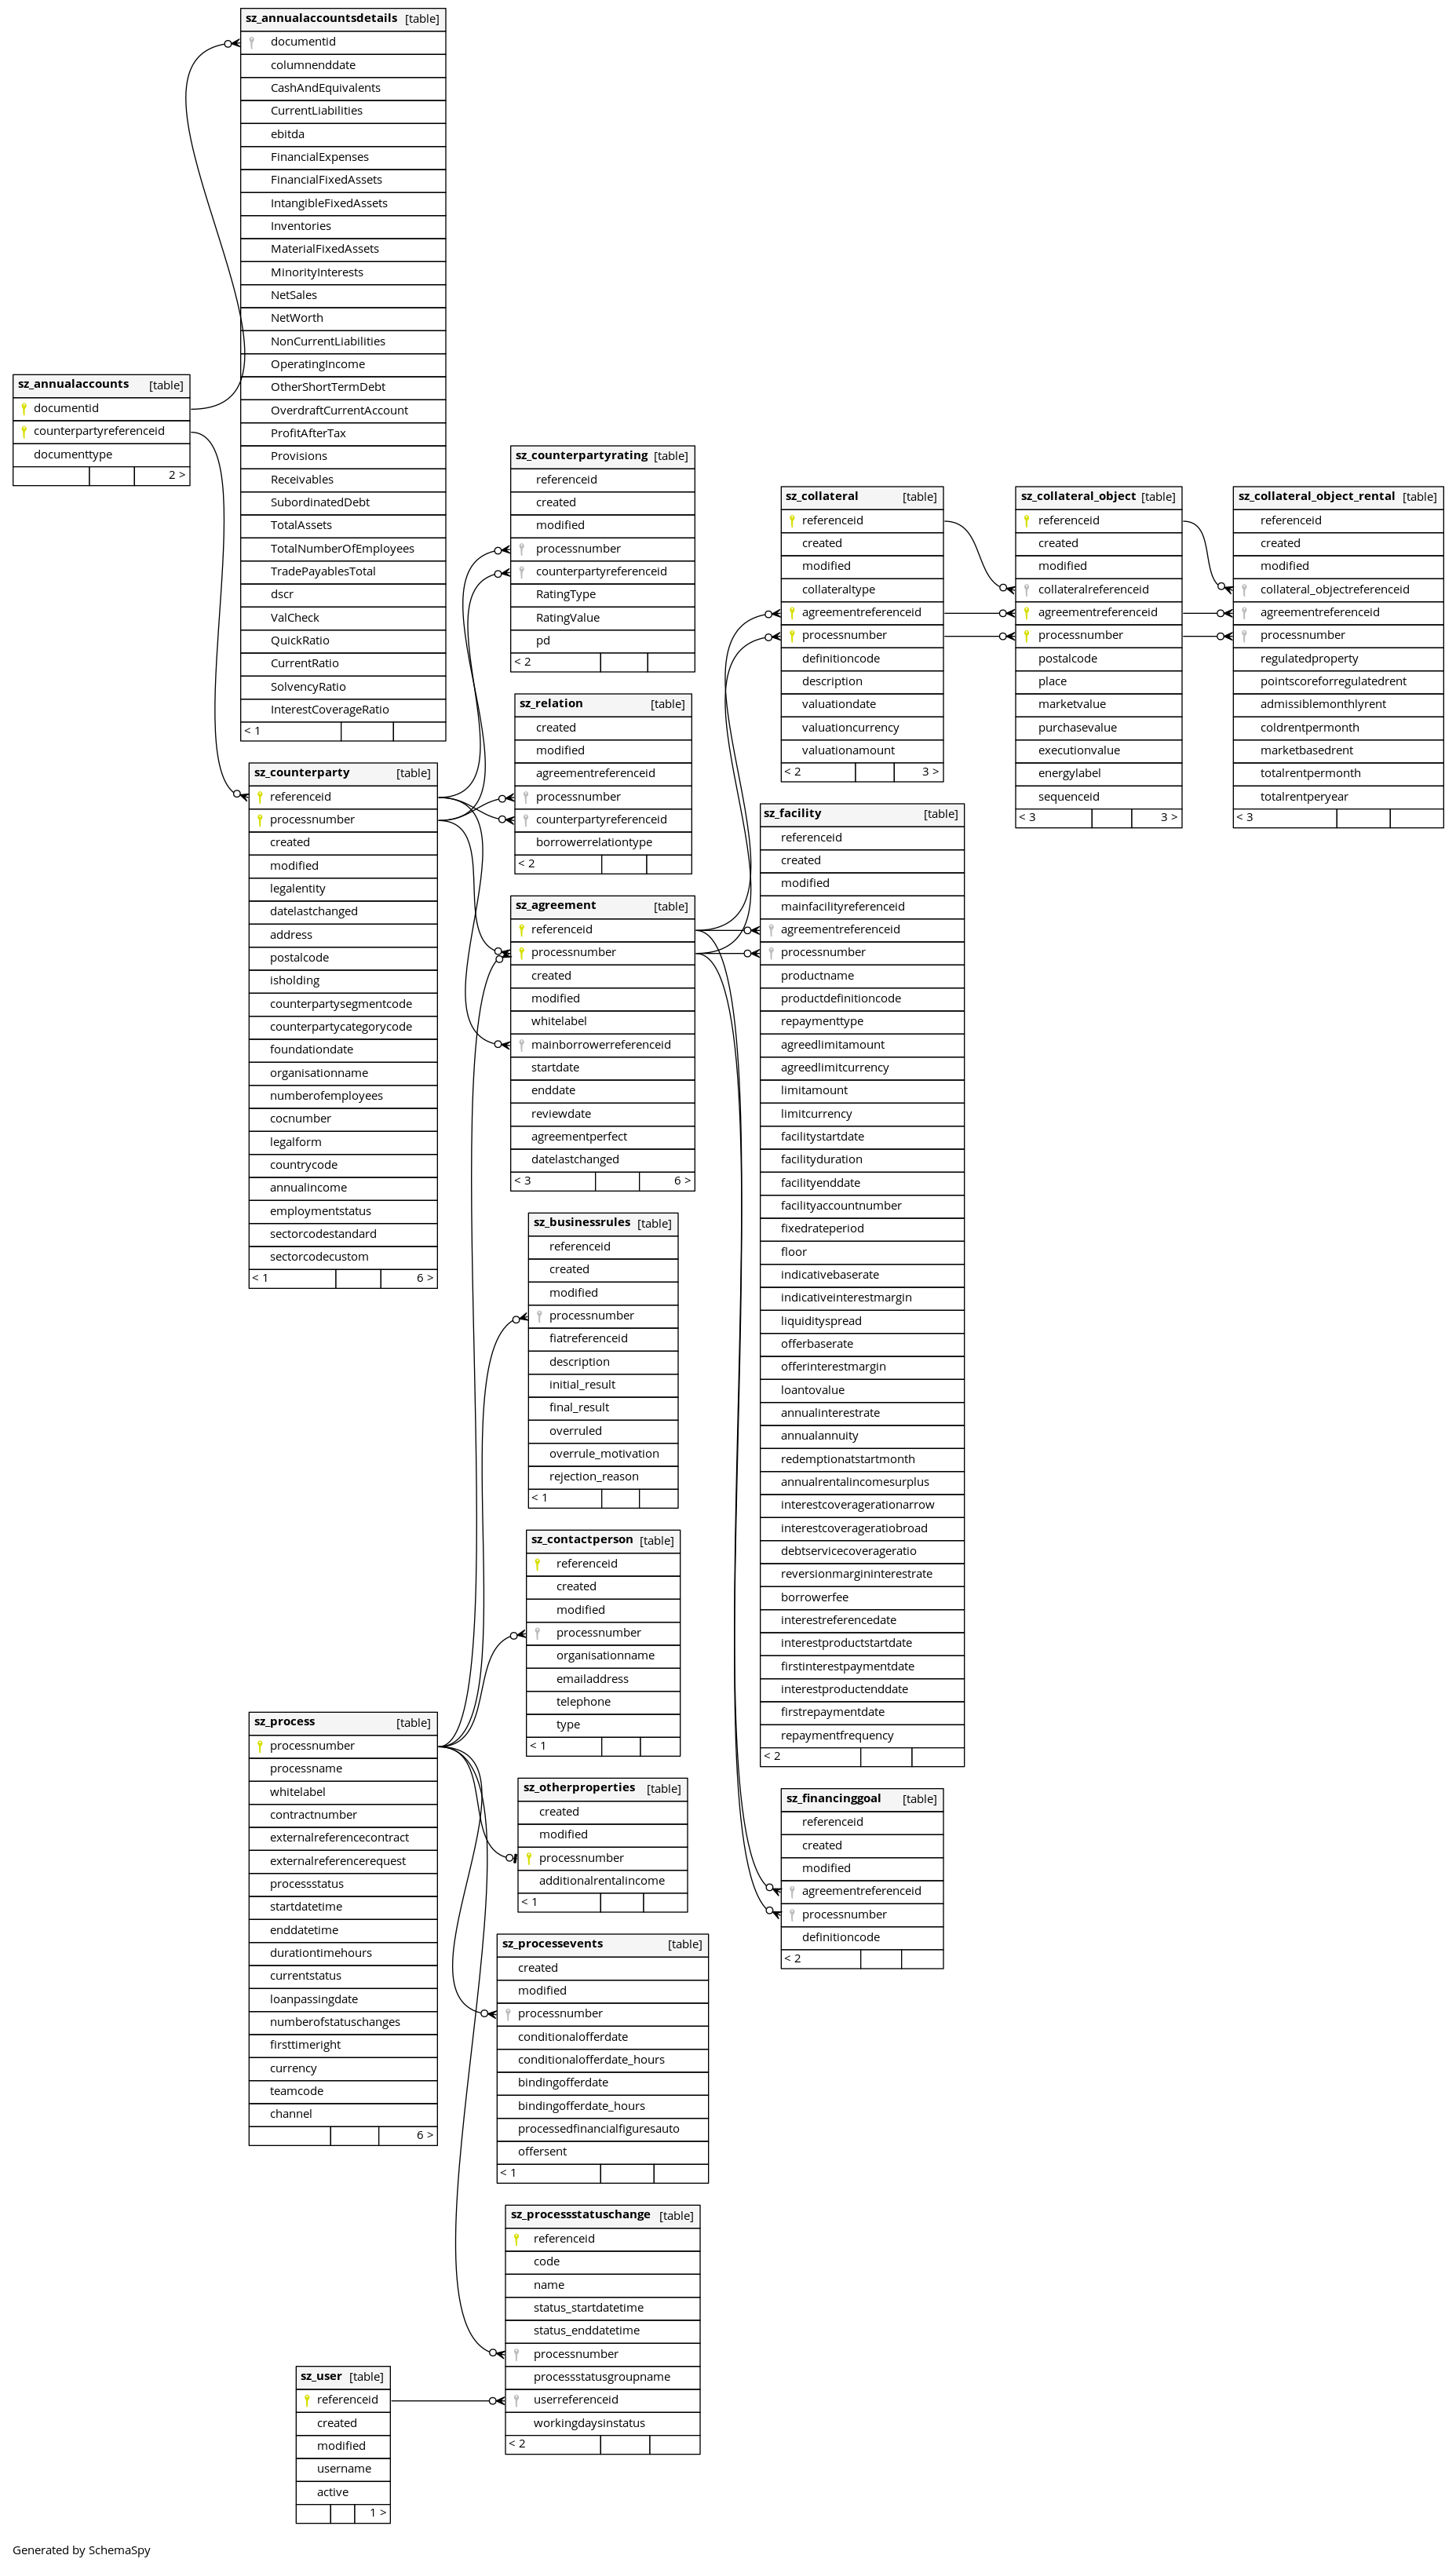 sz_annualaccountsdetails [table]
documentid
columnenddate
CashAndEquivalents
CurrentLiabilities
ebitda
FinancialExpenses
FinancialFixedAssets
IntangibleFixedAssets
Inventories
MaterialFixedAssets
MinorityInterests
NetSales
NetWorth
NonCurrentLiabilities
OperatingIncome
OtherShortTermDebt
OverdraftCurrentAccount
ProfitAfterTax
Provisions
Receivables
SubordinatedDebt
TotalAssets
TotalNumberOfEmployees
TradePayablesTotal
dscr
ValCheck
QuickRatio
CurrentRatio
SolvencyRatio
InterestCoverageRatio
< 1
sz_annualaccounts [table]
documentid
counterpartyreferenceid
documenttype
2 >
sz_counterparty [table]
referenceid
processnumber
created
modified
legalentity
datelastchanged
address
postalcode
isholding
counterpartysegmentcode
counterpartycategorycode
foundationdate
organisationname
numberofemployees
cocnumber
legalform
countrycode
annualincome
employmentstatus
sectorcodestandard
sectorcodecustom
< 1 6 >
sz_counterpartyrating [table]
referenceid
created
modified
processnumber
counterpartyreferenceid
RatingType
RatingValue
pd
< 2
sz_relation [table]
created
modified
agreementreferenceid
processnumber
counterpartyreferenceid
borrowerrelationtype
< 2
sz_agreement [table]
referenceid
processnumber
created
modified
whitelabel
mainborrowerreferenceid
startdate
enddate
reviewdate
agreementperfect
datelastchanged
< 3 6 >
sz_businessrules [table]
referenceid
created
modified
processnumber
fiatreferenceid
description
initial_result
final_result
overruled
overrule_motivation
rejection_reason
< 1
sz_contactperson [table]
referenceid
created
modified
processnumber
organisationname
emailaddress
telephone
type
< 1
sz_otherproperties [table]
created
modified
processnumber
additionalrentalincome
< 1
sz_processevents [table]
created
modified
processnumber
conditionalofferdate
conditionalofferdate_hours
bindingofferdate
bindingofferdate_hours
processedfinancialfiguresauto
offersent
< 1
sz_processstatuschange [table]
referenceid
code
name
status_startdatetime
status_enddatetime
processnumber
processstatusgroupname
userreferenceid
workingdaysinstatus
< 2
sz_process [table]
processnumber
processname
whitelabel
contractnumber
externalreferencecontract
externalreferencerequest
processstatus
startdatetime
enddatetime
durationtimehours
currentstatus
loanpassingdate
numberofstatuschanges
firsttimeright
currency
teamcode
channel
6 >
sz_user [table]
referenceid
created
modified
username
active
1 >
sz_collateral [table]
referenceid
created
modified
collateraltype
agreementreferenceid
processnumber
definitioncode
description
valuationdate
valuationcurrency
valuationamount
< 2 3 >
sz_collateral_object [table]
referenceid
created
modified
collateralreferenceid
agreementreferenceid
processnumber
postalcode
place
marketvalue
purchasevalue
executionvalue
energylabel
sequenceid
< 3 3 >
sz_collateral_object_rental [table]
referenceid
created
modified
collateral_objectreferenceid
agreementreferenceid
processnumber
regulatedproperty
pointscoreforregulatedrent
admissiblemonthlyrent
coldrentpermonth
marketbasedrent
totalrentpermonth
totalrentperyear
< 3
sz_facility [table]
referenceid
created
modified
mainfacilityreferenceid
agreementreferenceid
processnumber
productname
productdefinitioncode
repaymenttype
agreedlimitamount
agreedlimitcurrency
limitamount
limitcurrency
facilitystartdate
facilityduration
facilityenddate
facilityaccountnumber
fixedrateperiod
floor
indicativebaserate
indicativeinterestmargin
liquidityspread
offerbaserate
offerinterestmargin
loantovalue
annualinterestrate
annualannuity
redemptionatstartmonth
annualrentalincomesurplus
interestcoveragerationarrow
interestcoverageratiobroad
debtservicecoverageratio
reversionmargininterestrate
borrowerfee
interestreferencedate
interestproductstartdate
firstinterestpaymentdate
interestproductenddate
firstrepaymentdate
repaymentfrequency
< 2
sz_financinggoal [table]
referenceid
created
modified
agreementreferenceid
processnumber
definitioncode
< 2
Generated by SchemaSpy